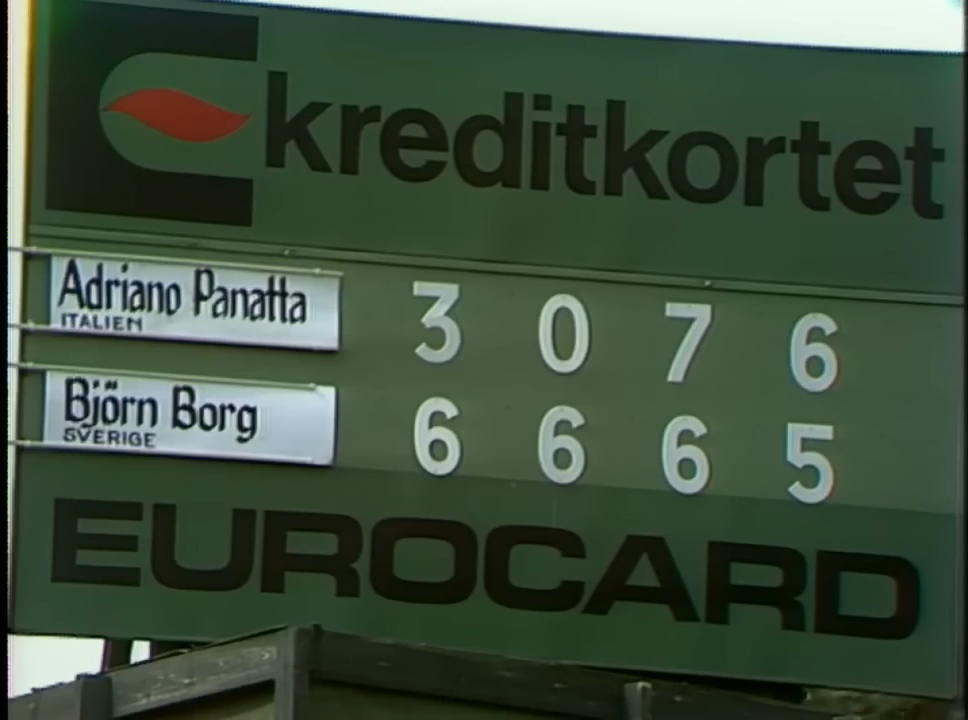 kreditkortet
Adriano Panatta 3 0 7 6
ITALIEN
Björn Borg 6 6 6 5
SVERIGE
EUROCARD